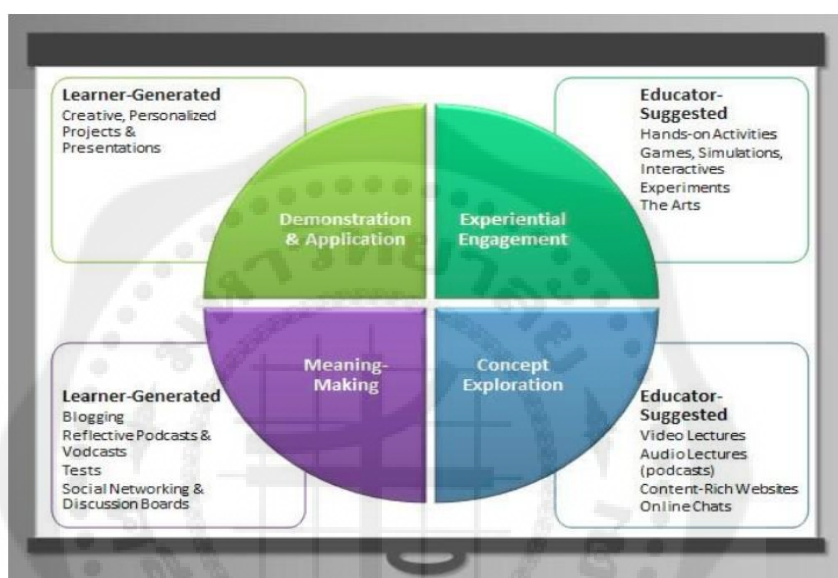 Learner-Generated
Creative, Personalized
Projects &
Presentations
Educator-
Suggested
Hands-on Activities
Games, Simulations,
Interactives
Experiments
The Arts
Demonstration
& Application
Experiential
Engagement
Meaning-
Making
Concept
Exploration
Learner-Generated
Blogging
Reflective Podcasts &
Vodcasts
Tests
Social Networking &
Discussion Boards
Educator-
Suggested
Video Lectures
Audio Lectures
(podcasts)
Content-Rich Websites
Online Chats